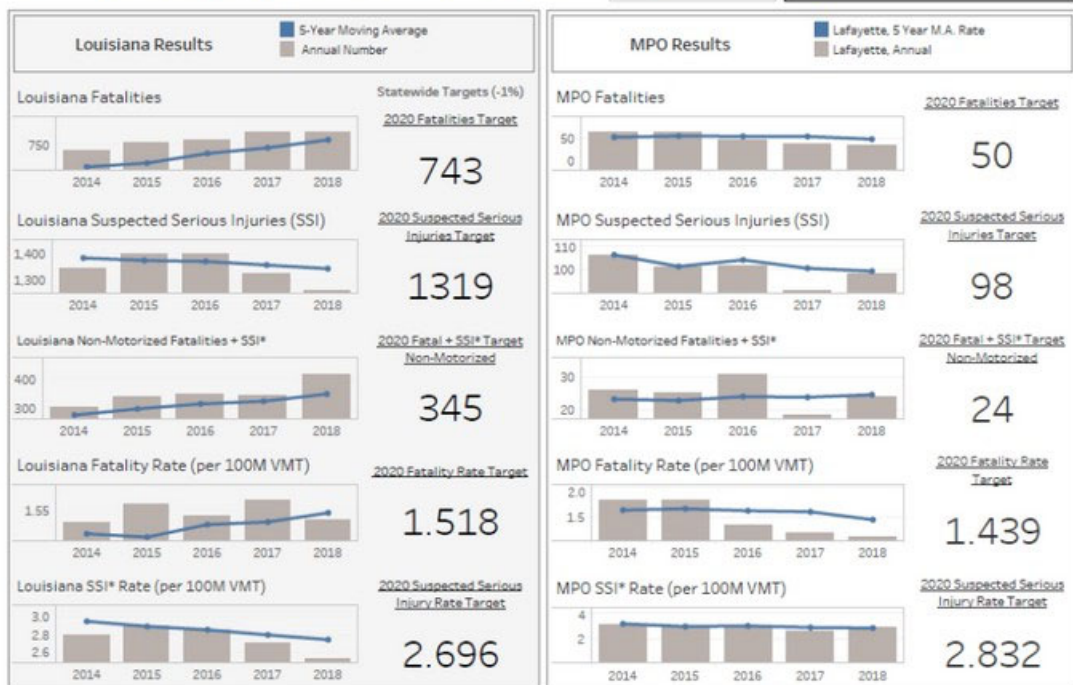 Louisiana Results
5-Year Moving Average
Annual Number
Louisiana Fatalities
Statewide Targets (-1%)
2020 Fatalities Target
743
750
2014 2015 2016 2017 2018
Louisiana Suspected Serious Injuries (SSI)
2020 Suspected Serious
Injuries Target
1319
1,400
1,300
2014 2015 2016 2017 2018
Louisiana Non-Motorized Fatalities + SSI*
2020 Fatal + SSI* Target
Non-Motorized
345
400
300
2014 2015 2016 2017 2018
Louisiana Fatality Rate (per 100M VMT)
2020 Fatality Rate Target
1.518
1.55
2014 2015 2016 2017 2018
Louisiana SSI* Rate (per 100M VMT)
2020 Suspected Serious
Injury Rate Target
2.696
3.0
2.8
2.6
2014 2015 2016 2017 2018
MPO Results
Lafayette, 5 Year M.A. Rate
Lafayette, Annual
MPO Fatalities
2020 Fatalities Target
50
50
0
2014 2015 2016 2017 2018
MPO Suspected Serious Injuries (SSI)
2020 Suspected Serious
Injuries Target
98
110
100
2014 2015 2016 2017 2018
MPO Non-Motorized Fatalities + SSI*
2020 Fatal + SSI* Target
Non-Motorized
24
30
20
2014 2015 2016 2017 2018
MPO Fatality Rate (per 100M VMT)
2020 Fatality Rate
Target
1.439
2.0
1.5
2014 2015 2016 2017 2018
MPO SSI* Rate (per 100M VMT)
2020 Suspected Serious
Injury Rate Target
2.832
4
2
2014 2015 2016 2017 2018